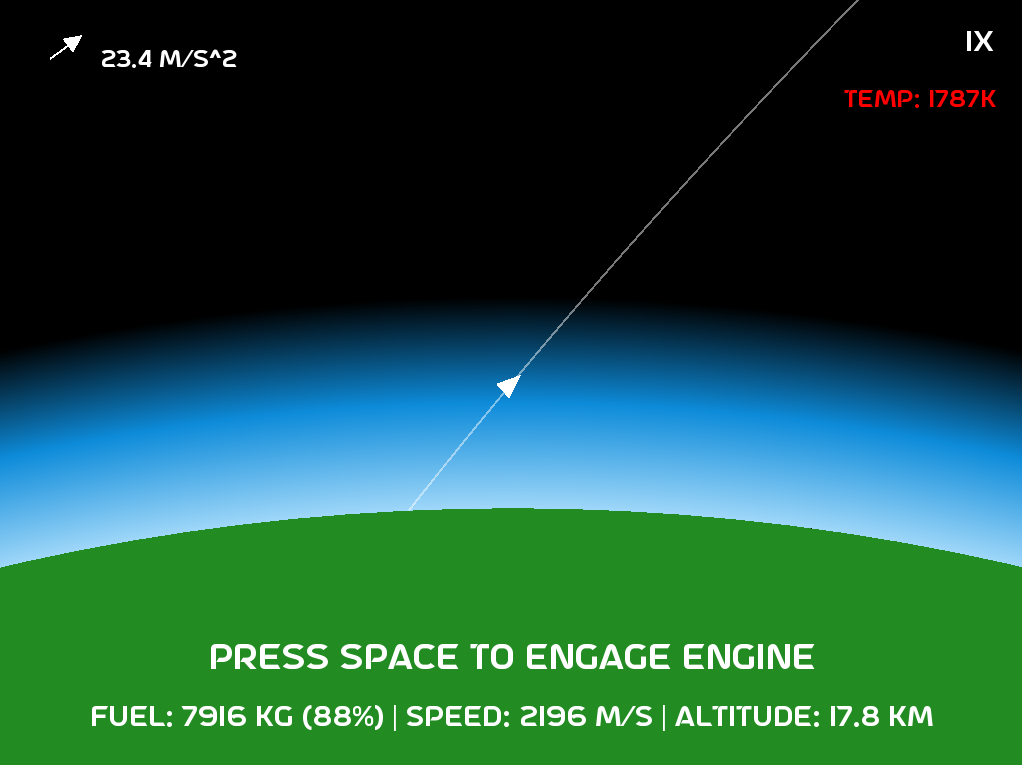 23.4 M/S^2
1X
TEMP: 1787K
PRESS SPACE TO ENGAGE ENGINE
FUEL: 7916 KG (88%) | SPEED: 2196 M/S | ALTITUDE: 17.8 KM